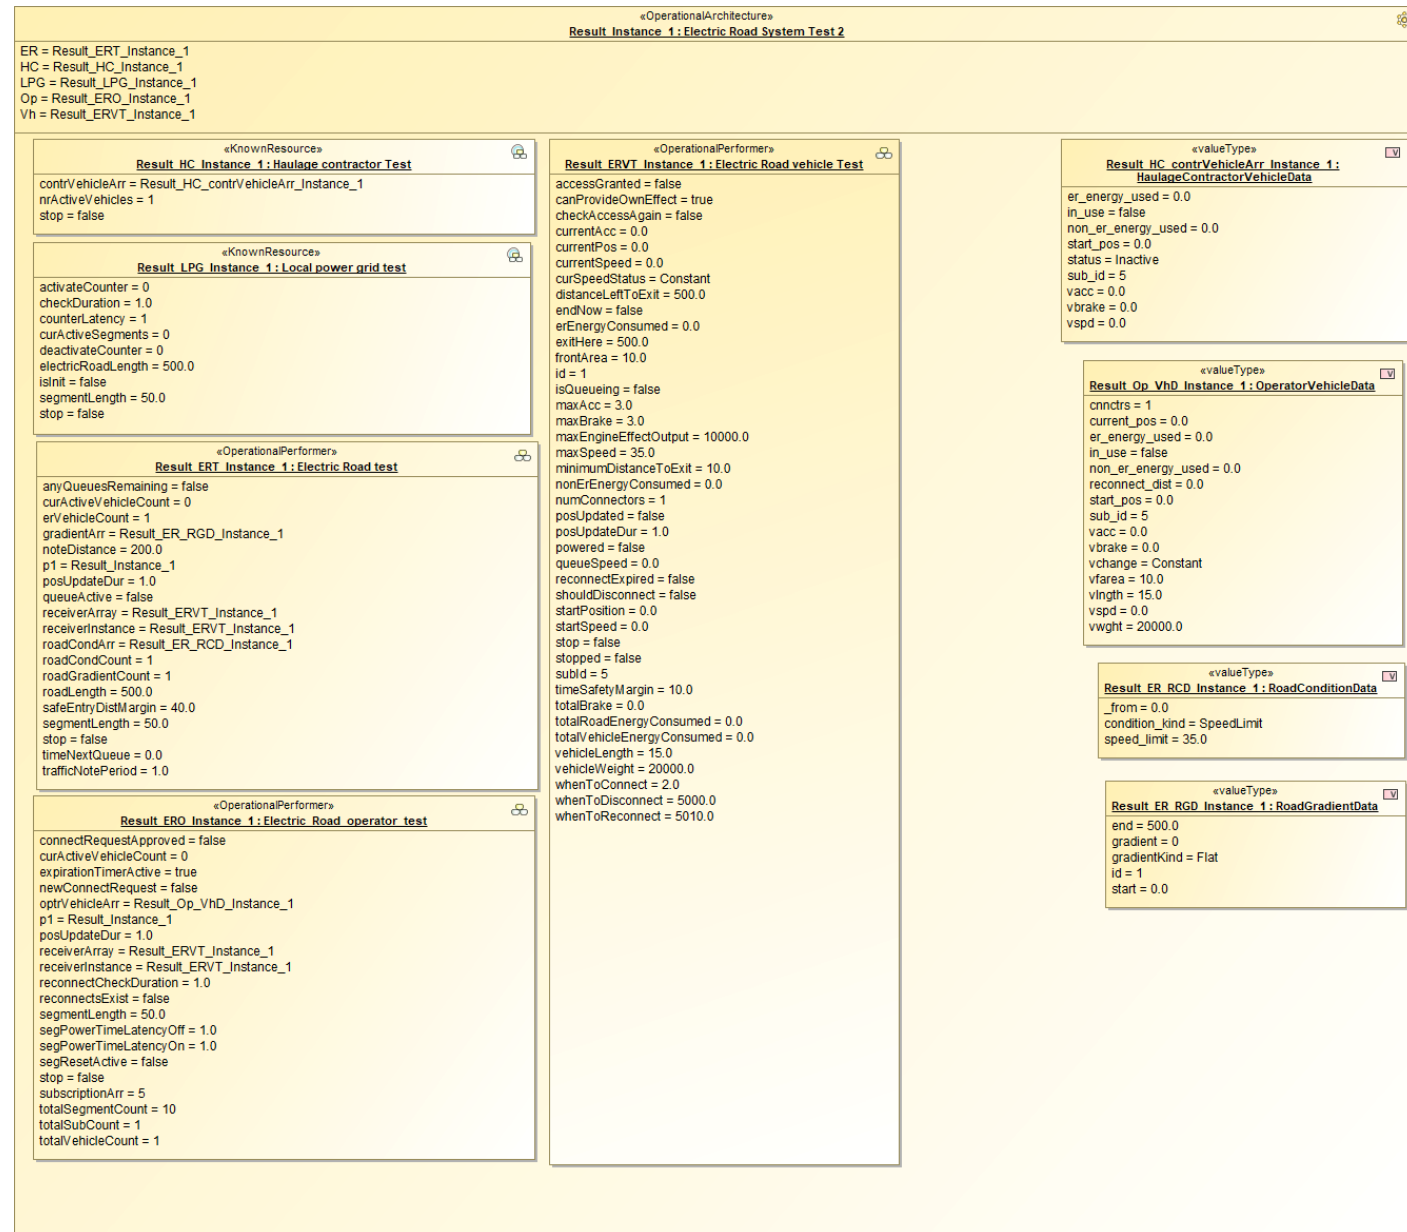 «OperationalArchitecture»
Result_Instance_1 : Electric Road System Test 2
ER = Result_ERT_Instance_1
HC = Result_HC_Instance_1
LPG = Result_LPG_Instance_1
Op = Result_ERO_Instance_1
Vh = Result_ERVT_Instance_1
«KnownResource»
Result_HC_Instance_1 : Haulage contractor Test
contrVehicleArr = Result_HC_contrVehicleArr_Instance_1
nrActiveVehicles = 1
stop = false
«KnownResource»
Result_LPG_Instance_1 : Local power grid test
activateCounter = 0
checkDuration = 1.0
counterLatency = 1
curActiveSegments = 0
deactivateCounter = 0
electricRoadLength = 500.0
isInit = false
segmentLength = 50.0
stop = false
«OperationalPerformer»
Result_ERT_Instance_1 : Electric Road test
anyQueuesRemaining = false
curActiveVehicleCount = 0
erVehicleCount = 1
gradientArr = Result_ER_RGD_Instance_1
noteDistance = 200.0
p1 = Result_Instance_1
posUpdateDur = 1.0
queueActive = false
receiverArray = Result_ERVT_Instance_1
receiverInstance = Result_ERVT_Instance_1
roadCondArr = Result_ER_RCD_Instance_1
roadCondCount = 1
roadGradientCount = 1
roadLength = 500.0
safeEntryDistMargin = 40.0
segmentLength = 50.0
stop = false
timeNextQueue = 0.0
trafficNotePeriod = 1.0
«OperationalPerformer»
Result_ERO_Instance_1 : Electric_Road_operator_test
connectRequestApproved = false
curActiveVehicleCount = 0
expirationTimerActive = true
newConnectRequest = false
optrVehicleArr = Result_Op_VhD_Instance_1
p1 = Result_Instance_1
posUpdateDur = 1.0
receiverArray = Result_ERVT_Instance_1
receiverInstance = Result_ERVT_Instance_1
reconnectCheckDuration = 1.0
reconnectsExist = false
segmentLength = 50.0
segPowerTimeLatencyOff = 1.0
segPowerTimeLatencyOn = 1.0
segResetActive = false
stop = false
subscriptionArr = 5
totalSegmentCount = 10
totalSubCount = 1
totalVehicleCount = 1
«OperationalPerformer»
Result_ERVT_Instance_1 : Electric Road vehicle Test
accessGranted = false
canProvideOwnEffect = true
checkAccessAgain = false
currentAcc = 0.0
currentPos = 0.0
currentSpeed = 0.0
curSpeedStatus = Constant
distanceLeftToExit = 500.0
endNow = false
erEnergyConsumed = 0.0
exitHere = 500.0
frontArea = 10.0
id = 1
isQueueing = false
maxAcc = 3.0
maxBrake = 3.0
maxEngineEffectOutput = 10000.0
maxSpeed = 35.0
minimumDistanceToExit = 10.0
nonErEnergyConsumed = 0.0
numConnectors = 1
posUpdated = false
posUpdateDur = 1.0
powered = false
queueSpeed = 0.0
reconnectExpired = false
shouldDisconnect = false
startPosition = 0.0
startSpeed = 0.0
stop = false
stopped = false
subId = 5
timeSafetyMargin = 10.0
totalBrake = 0.0
totalRoadEnergyConsumed = 0.0
totalVehicleEnergyConsumed = 0.0
vehicleLength = 15.0
vehicleWeight = 20000.0
whenToConnect = 2.0
whenToDisconnect = 5000.0
whenToReconnect = 5010.0
«valueType»
Result_HC_contrVehicleArr_Instance_1 :
HaulageContractorVehicleData
er_energy_used = 0.0
in_use = false
non_er_energy_used = 0.0
start_pos = 0.0
status = Inactive
sub_id = 5
vacc = 0.0
vbrake = 0.0
vspd = 0.0
«valueType»
Result_Op_VhD_Instance_1 : OperatorVehicleData
cnnctrs = 1
current_pos = 0.0
er_energy_used = 0.0
in_use = false
non_er_energy_used = 0.0
reconnect_dist = 0.0
start_pos = 0.0
sub_id = 5
vacc = 0.0
vbrake = 0.0
vchange = Constant
vfarea = 10.0
vlngth = 15.0
vspd = 0.0
vwght = 20000.0
«valueType»
Result_ER_RCD_Instance_1 : RoadConditionData
_from = 0.0
condition_kind = SpeedLimit
speed_limit = 35.0
«valueType»
Result_ER_RGD_Instance_1 : RoadGradientData
end = 500.0
gradient = 0
gradientKind = Flat
id = 1
start = 0.0